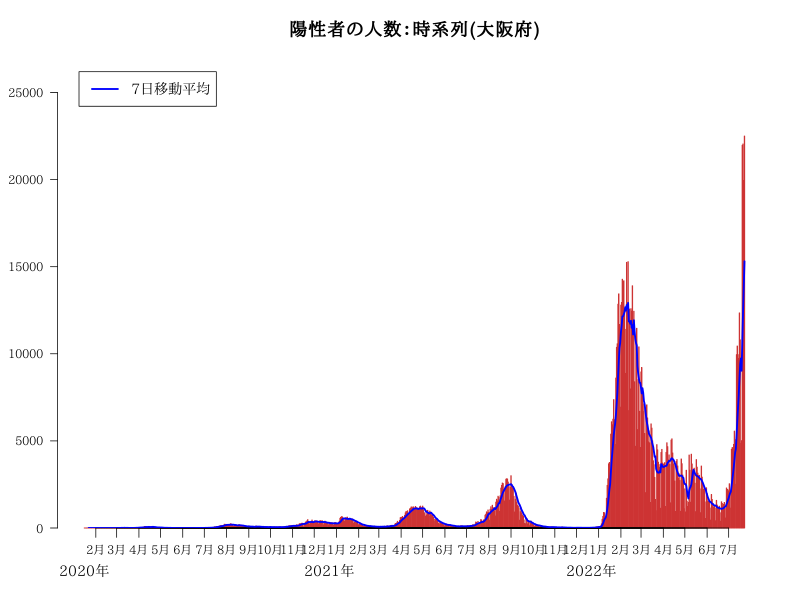 陽性者の人数:時系列(大阪府)
7日移動平均
25000
20000
15000
10000
5000
0
2月 3月 4月 5月 6月 7月 8月 9月 10月 11月 12月 1月 2月 3月 4月 5月 6月 7月 8月 9月 10月 11月 12月 1月 2月 3月 4月 5月 6月 7月
2020年 2021年 2022年